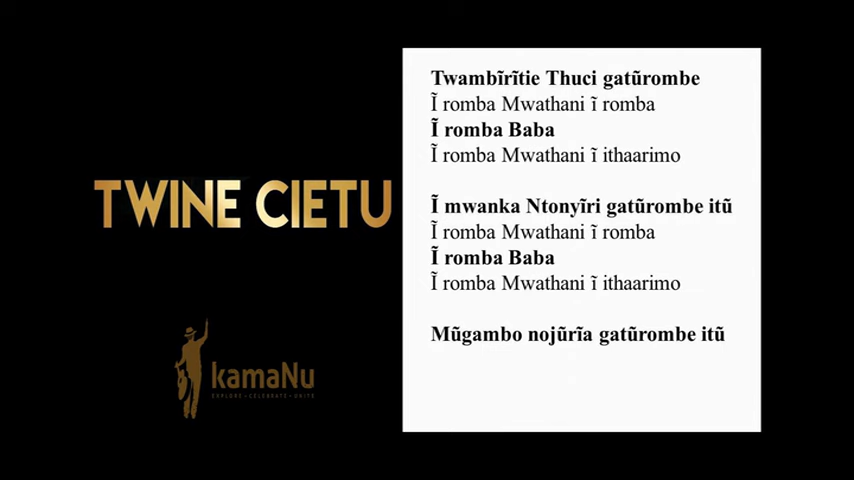 TWINE CIETU
kamaNu
EXPLORE - CELEBRATE - UNITE
Twambĩrĩtie Thuci gatũrombe
Ĩ romba Mwathani ĩ romba
Ĩ romba Baba
Ĩ romba Mwathani ĩ ithaarimo
Ĩ mwanka Ntonyĩri gatũrombe itũ
Ĩ romba Mwathani ĩ romba
Ĩ romba Baba
Ĩ romba Mwathani ĩ ithaarimo
Mũgambo nojũrĩa gatũrombe itũ